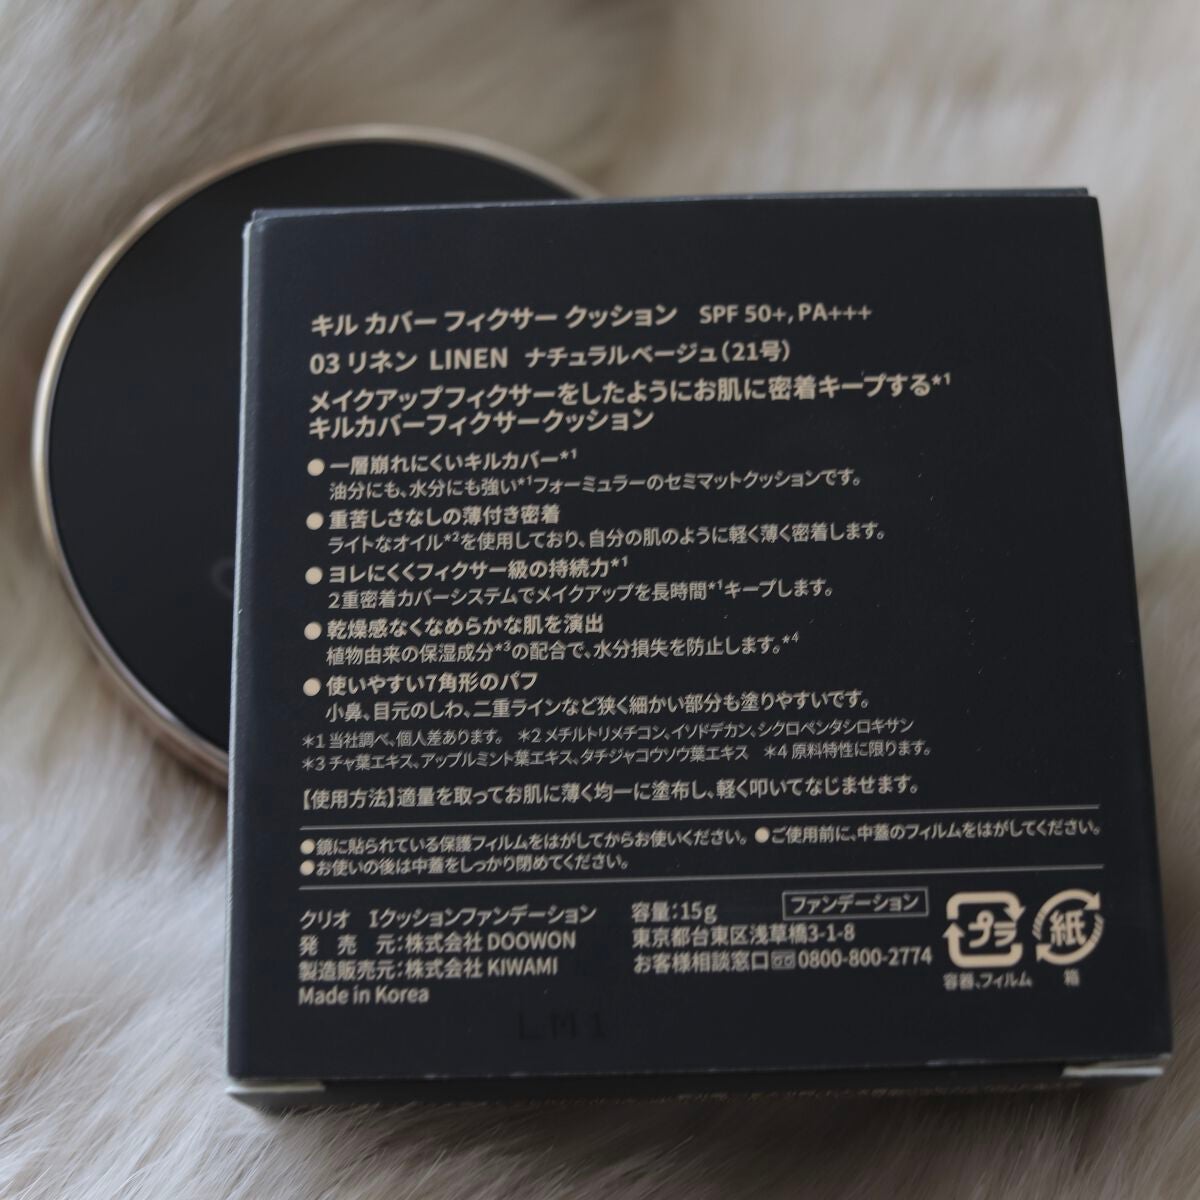 キル カバー フィクサー クッション SPF 50+, PA+++
03 リネン LINEN ナチュラルベージュ(21号)
メイクアップフィクサーをしたようにお肌に密着キープする*1
キルカバーフィクサークッション
● 一層崩れにくいキルカバー*1
油分にも、水分にも強い*1フォーミュラーのセミマットクッションです。
● 重苦しさなしの薄付き密着
ライトなオイル*2を使用しており、自分の肌のように軽く薄く密着します。
● ヨレにくくフィクサー級の持続力*1
2重密着カバーシステムでメイクアップを長時間*1キープします。
● 乾燥感なくなめらかな肌を演出
植物由来の保湿成分*3の配合で、水分損失を防止します。*4
● 使いやすい7角形のパフ
小鼻、目元のしわ、二重ラインなど狭く細かい部分も塗りやすいです。
*1 当社調べ、個人差あります。 *2 メチルトリメチコン、イソドデカン、シクロペンタシロキサン
*3 チャ葉エキス、アップルミント葉エキス、タチジャコウソウ葉エキス *4 原料特性に限ります。
【使用方法】適量を取ってお肌に薄く均一に塗布し、軽く叩いてなじませます。
●鏡に貼られている保護フィルムをはがしてからお使いください。 ●ご使用前に、中蓋のフィルムをはがしてください。
●お使いの後は中蓋をしっかり閉めてください。
クリオ Iクッションファンデーション 容量:15g ファンデーション
発 売 元:株式会社 DOOWON 東京都台東区浅草橋3-1-8
製造販売元:株式会社 KIWAMI お客様相談窓口 0800-800-2774
Made in Korea
プラ 紙
容器、フィルム 箱
LM1